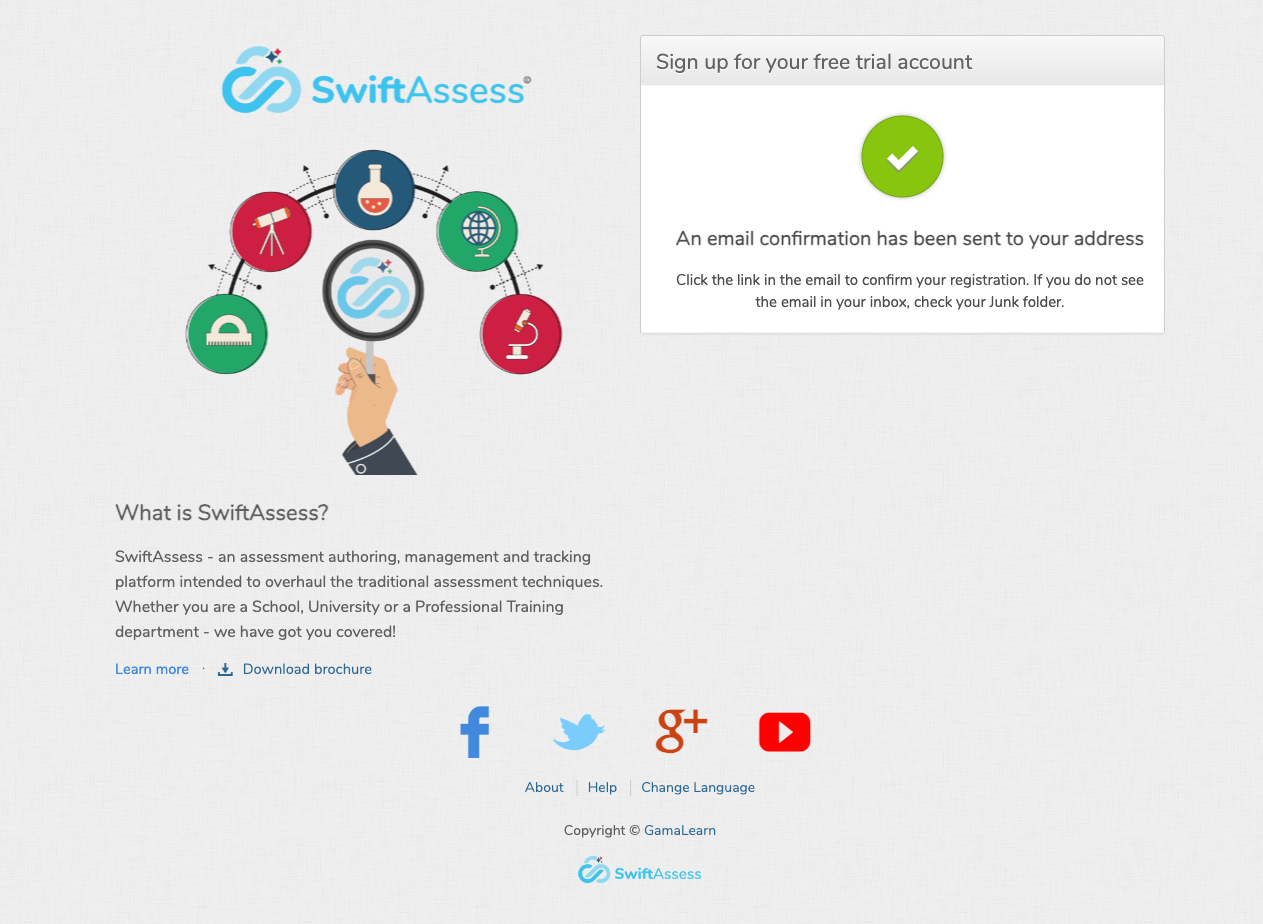 SwiftAssess©
Sign up for your free trial account
An email confirmation has been sent to your address
Click the link in the email to confirm your registration. If you do not see
the email in your inbox, check your Junk folder.
What is SwiftAssess?
SwiftAssess - an assessment authoring, management and tracking
platform intended to overhaul the traditional assessment techniques.
Whether you are a School, University or a Professional Training
department - we have got you covered!
Learn more · Download brochure
f g+
About | Help | Change Language
Copyright © GamaLearn
SwiftAssess